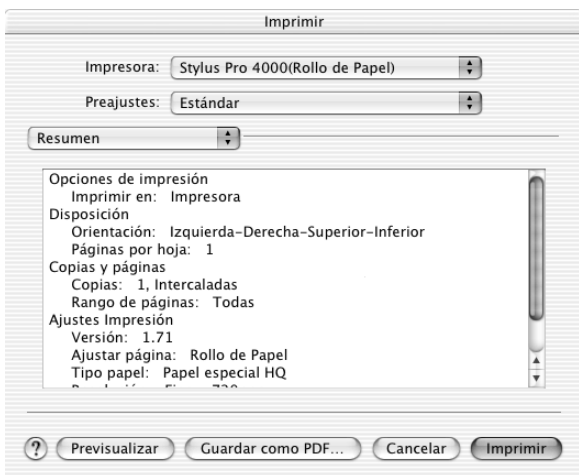 Imprimir
Impresora: Stylus Pro 4000(Rollo de Papel)
Preajustes: Estándar
Resumen
Opciones de impresión
Imprimir en: Impresora
Disposición
Orientación: Izquierda-Derecha-Superior-Inferior
Páginas por hoja: 1
Copias y páginas
Copias: 1, Intercaladas
Rango de páginas: Todas
Ajustes Impresión
Versión: 1.71
Ajustar página: Rollo de Papel
Tipo papel: Papel especial HQ
? Previsualizar Guardar como PDF... Cancelar Imprimir